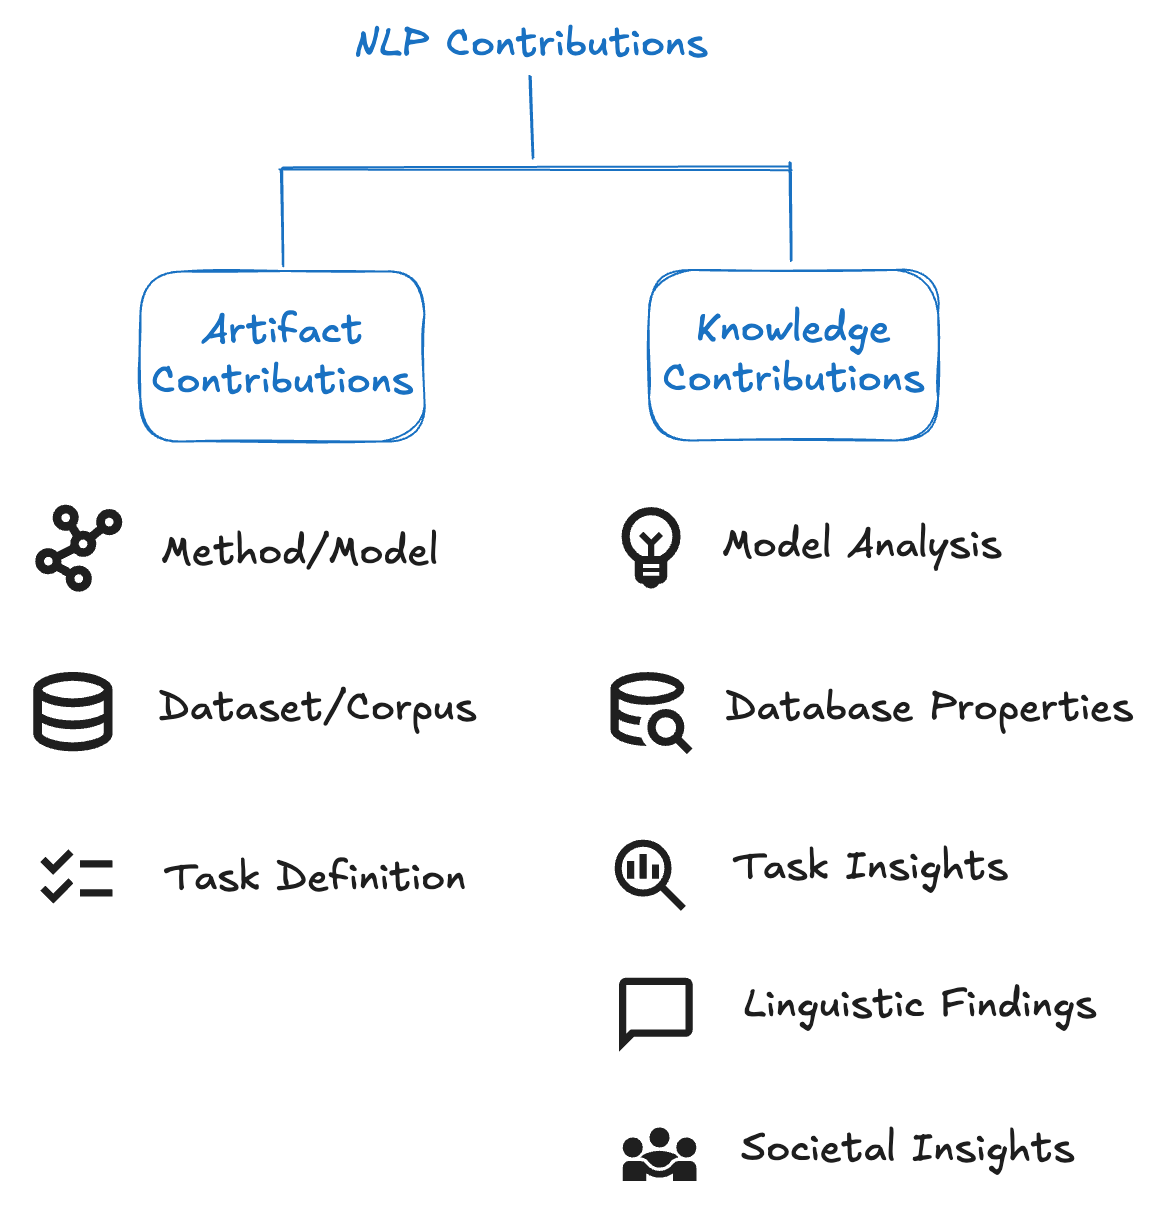 NLP Contributions
Artifact
Contributions
Knowledge
Contributions
Method/Model
Dataset/Corpus
Task Definition
Model Analysis
Database Properties
Task Insights
Linguistic Findings
Societal Insights